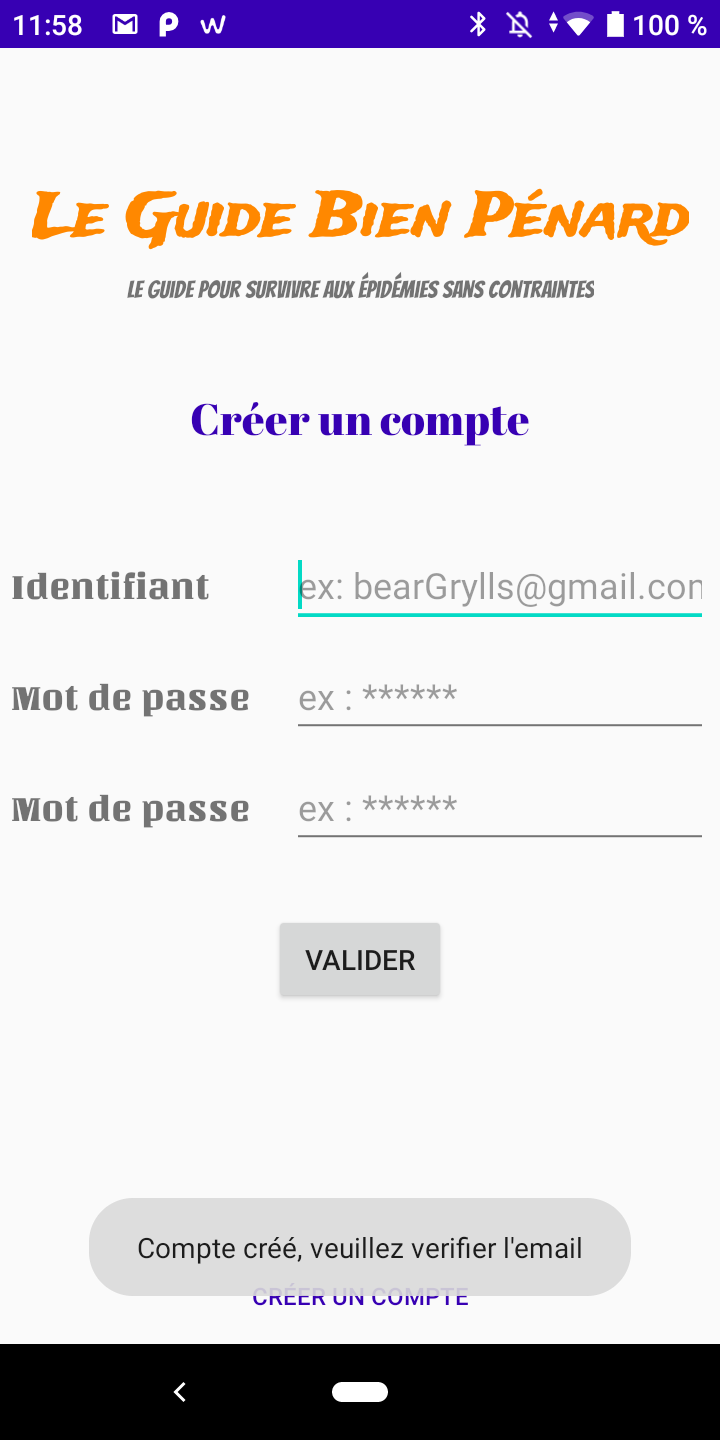 11:58 100 %
Le Guide Bien Pénard
LE GUIDE POUR SURVIVRE AUX ÉPIDÉMIES SANS CONTRAINTES
Créer un compte
Identifiant ex: bearGrylls@gmail.com
Mot de passe ex : ******
Mot de passe ex : ******
VALIDER
Compte créé, veuillez verifier l'email
CRÉER UN COMPTE